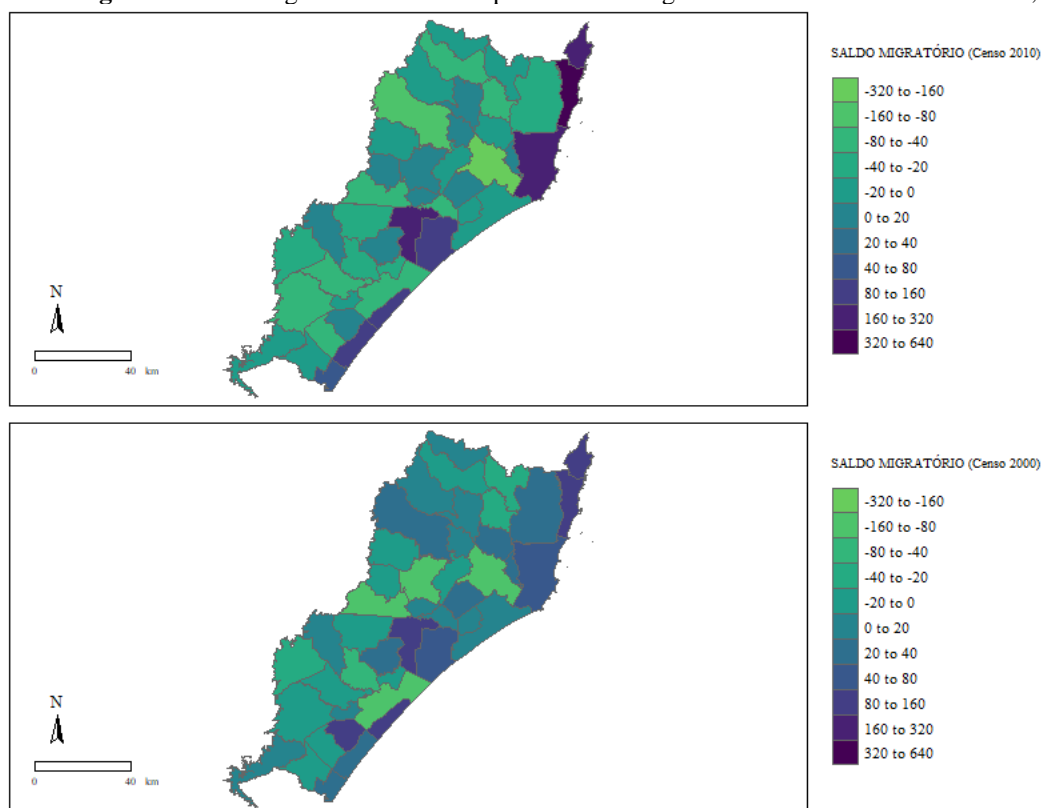 SALDO MIGRATÓRIO (Censo 2010)
-320 to -160
-160 to -80
-80 to -40
-40 to -20
-20 to 0
0 to 20
20 to 40
40 to 80
80 to 160
160 to 320
320 to 640
N
0 40 km
SALDO MIGRATÓRIO (Censo 2000)
-320 to -160
-160 to -80
-80 to -40
-40 to -20
-20 to 0
0 to 20
20 to 40
40 to 80
80 to 160
160 to 320
320 to 640
N
0 40 km